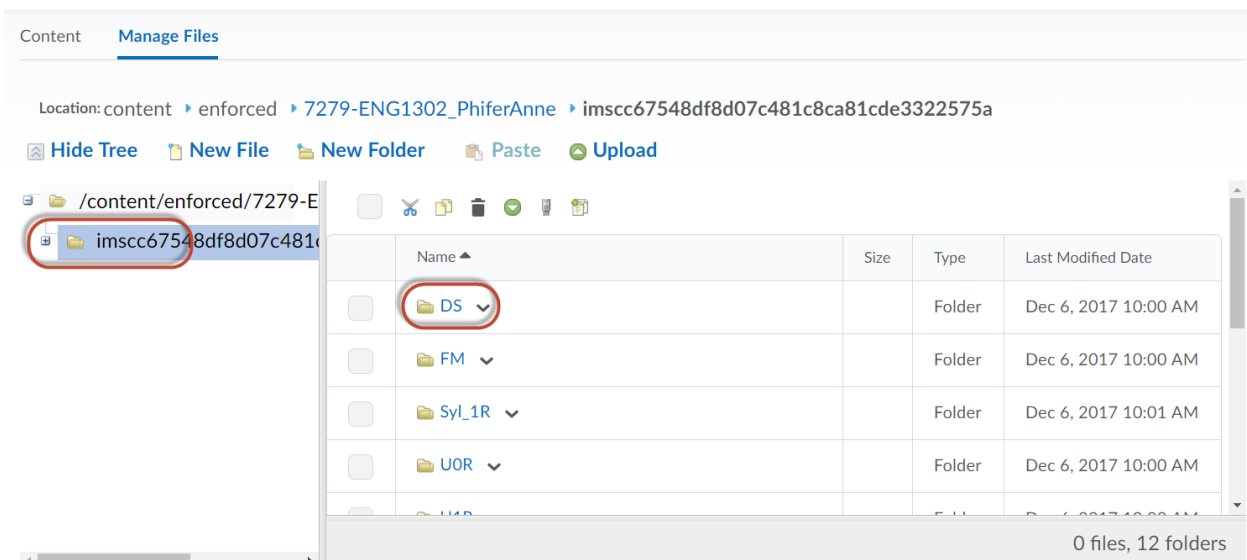 Content Manage Files
Location: content enforced 7279-ENG1302_PhiferAnne imscc67548df8d07c481c8ca81cde3322575a
Hide Tree New File New Folder Paste Upload
/content/enforced/7279-E
imscc67548df8d07c481c
Name Size Type Last Modified Date
DS Folder Dec 6, 2017 10:00 AM
FM Folder Dec 6, 2017 10:00 AM
Syl_1R Folder Dec 6, 2017 10:01 AM
U0R Folder Dec 6, 2017 10:00 AM
0 files, 12 folders